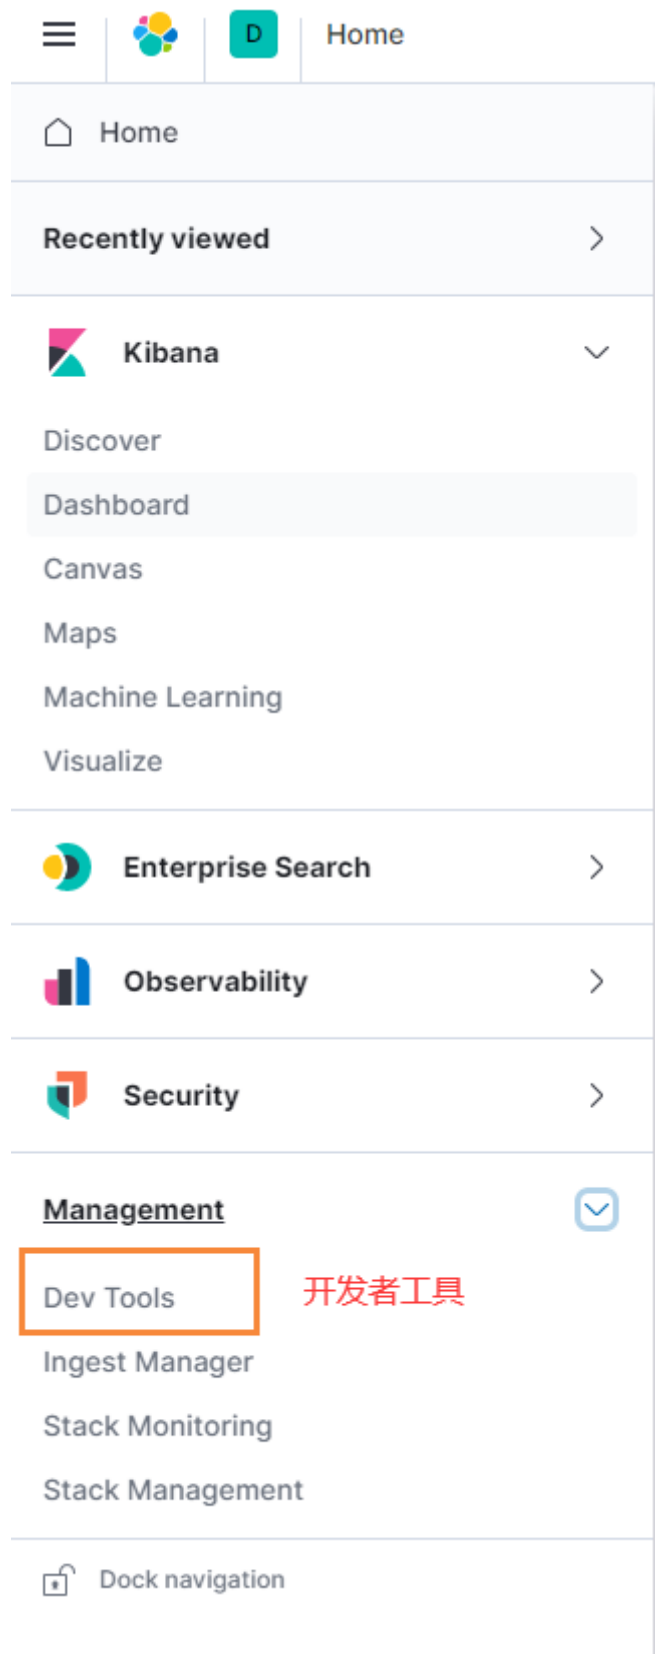 D Home
Home
Recently viewed
Kibana
Discover
Dashboard
Canvas
Maps
Machine Learning
Visualize
Enterprise Search
Observability
Security
Management
Dev Tools 开发者工具
Ingest Manager
Stack Monitoring
Stack Management
Dock navigation